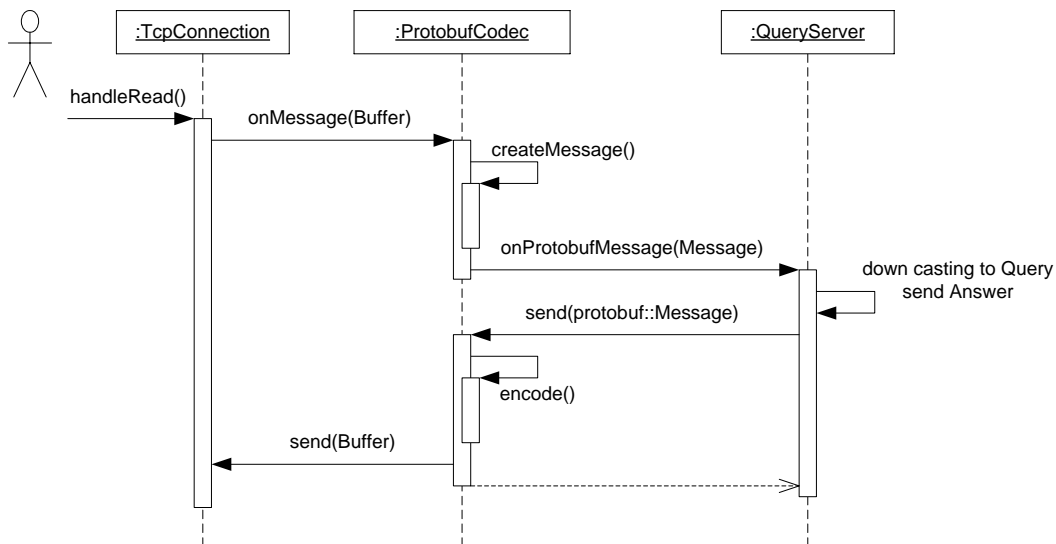 :TcpConnection
:ProtobufCodec
:QueryServer
handleRead()
onMessage(Buffer)
createMessage()
onProtobufMessage(Message)
down casting to Query
send Answer
send(protobuf::Message)
encode()
send(Buffer)